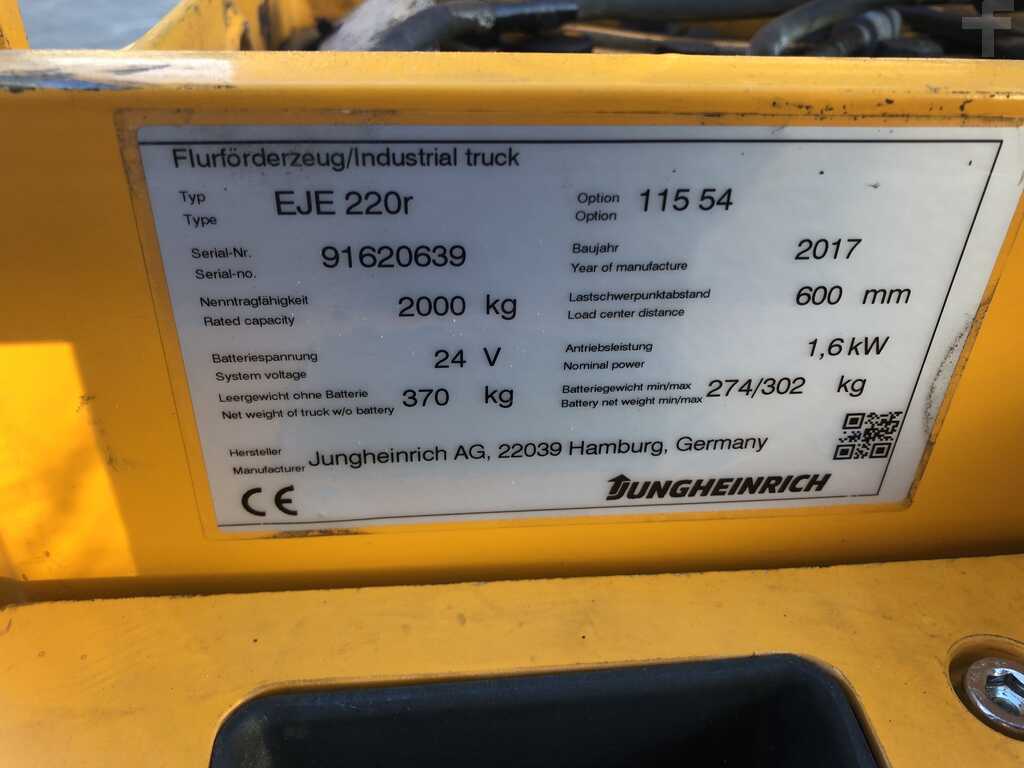 Flurförderzeug/Industrial truck
Typ
Type
EJE 220r
Option
Option
115 54
Serial-Nr.
Serial-no.
91620639
Baujahr
Year of manufacture
2017
Nenntragfähigkeit
Rated capacity
2000 kg
Lastschwerpunktabstand
Load center distance
600 mm
Batteriespannung
System voltage
24 V
Antriebsleistung
Nominal power
1,6 kW
Leergewicht ohne Batterie
Net weight of truck w/o battery
370 kg
Batteriegewicht min/max
Battery net weight min/max
274/302 kg
Hersteller
Manufacturer
Jungheinrich AG, 22039 Hamburg, Germany
CE
JUNGHEINRICH
f